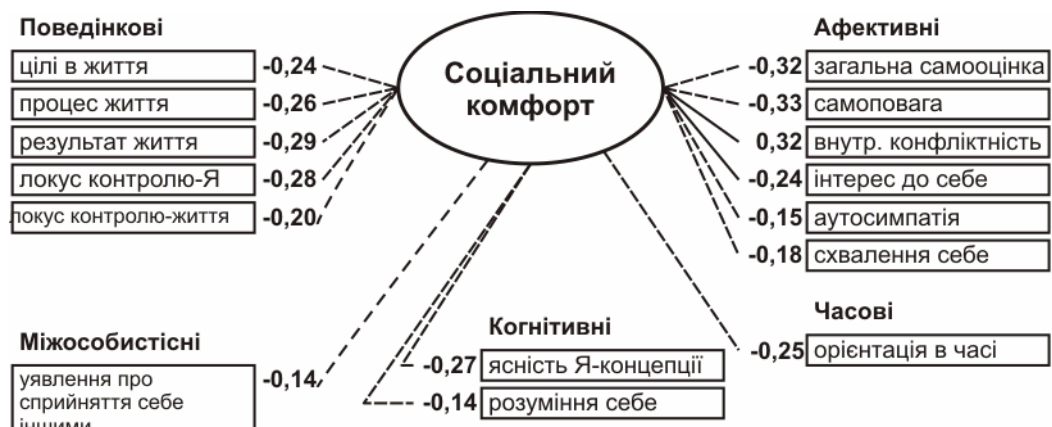 Поведінкові
цілі в життя -0,24
процес життя -0,26
результат життя -0,29
локус контролю-Я -0,28
локус контролю-життя -0,20
Соціальний
комфорт
Афективні
-0,32 загальна самооцінка
-0,33 самоповага
0,32 внутр. конфліктність
-0,24 інтерес до себе
-0,15 аутосимпатія
-0,18 схвалення себе
Міжособистісні
уявлення про -0,14
сприйняття себе
іншими
Когнітивні
-0,27 ясність Я-концепції
-0,14 розуміння себе
Часові
-0,25 орієнтація в часі